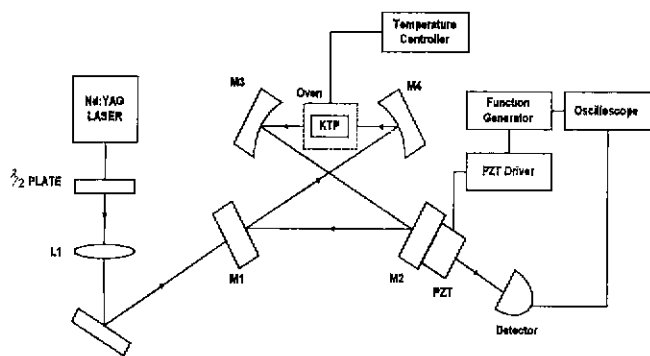 Temperature
Controller
M3
M4
Oven
KTP
Nd:YAG
LASER
Function
Generator
Oscilloscope
λ/2 PLATE
PZT Driver
L1
M1
M2
PZT
Detector